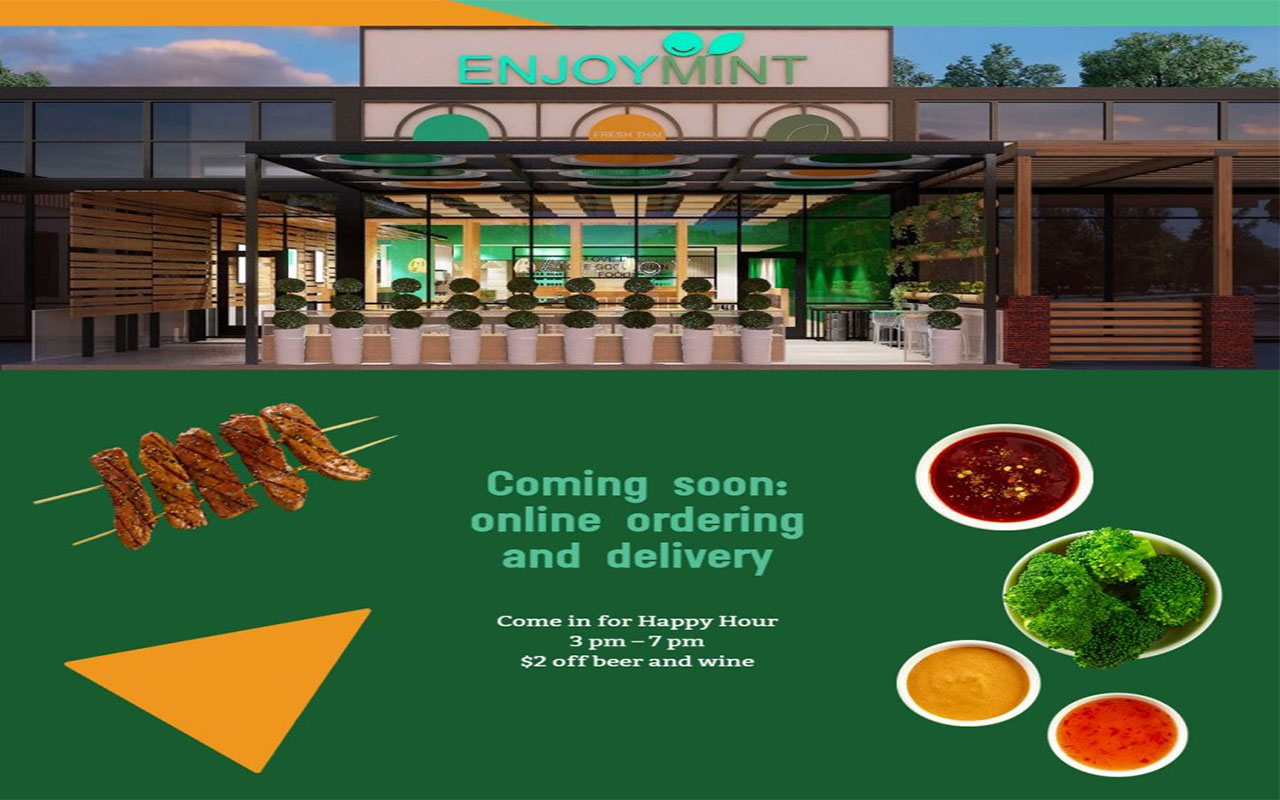 ENJOYMINT
FRESH THAI
Coming soon:
online ordering
and delivery
Come in for Happy Hour
3 pm – 7 pm
$2 off beer and wine